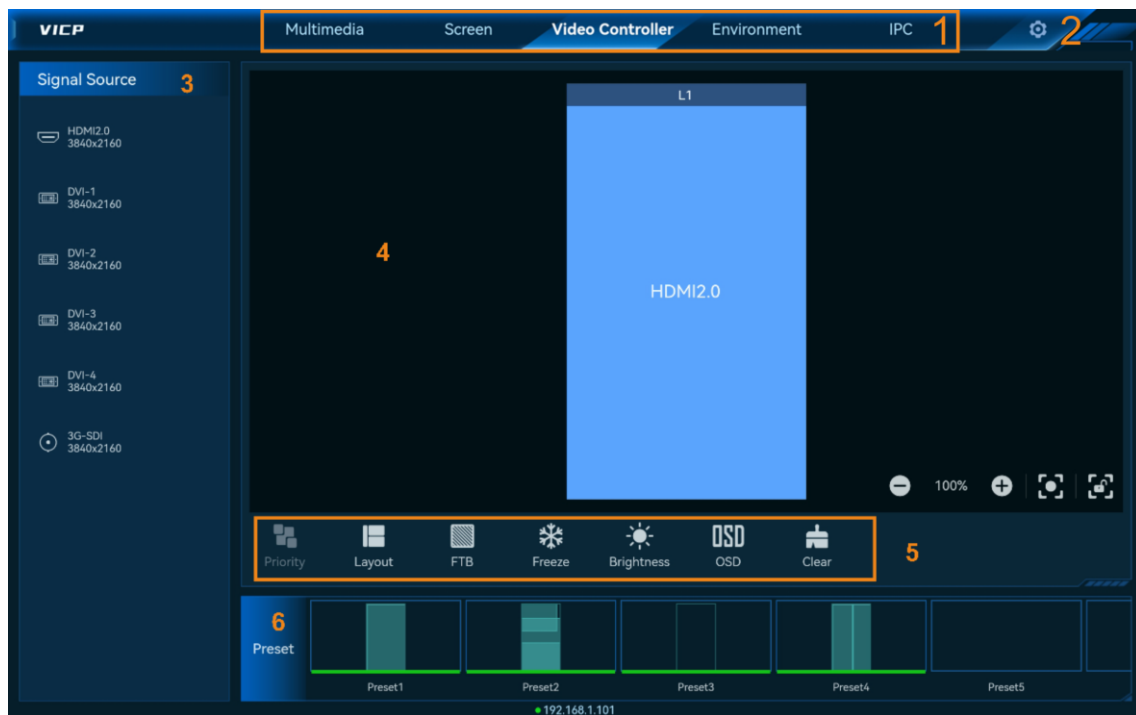 VICP
Multimedia
Screen
Video Controller
Environment
IPC
1
2
Signal Source
3
HDMI2.0
3840x2160
DVI-1
3840x2160
DVI-2
3840x2160
DVI-3
3840x2160
DVI-4
3840x2160
3G-SDI
3840x2160
L1
HDMI2.0
4
100%
Priority
Layout
FTB
Freeze
Brightness
OSD
OSD
Clear
5
6
Preset
Preset1
Preset2
Preset3
Preset4
Preset5
192.168.1.101